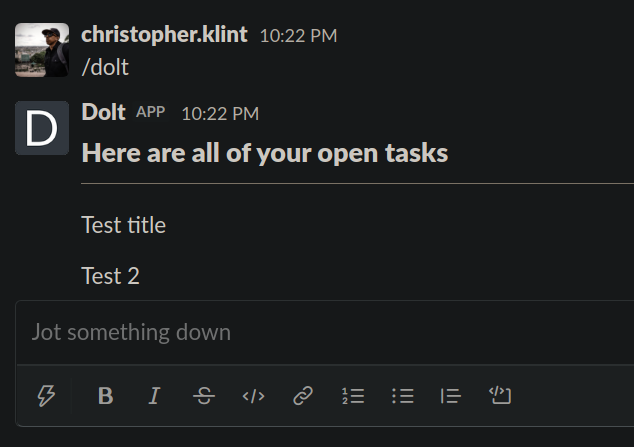 christopher.klint 10:22 PM
/dolt
D
Dolt APP 10:22 PM
Here are all of your open tasks
Test title
Test 2
Jot something down
B I S </>